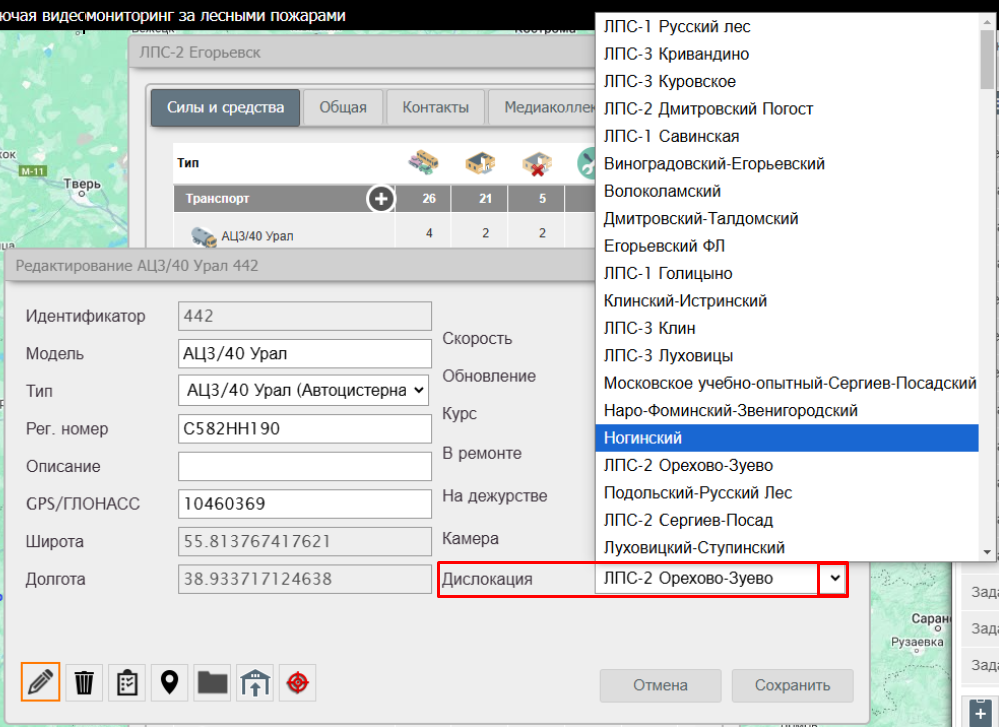 ючая видеомониторинг за лесными пожарами
ЛПС-2 Егорьевск
Силы и средства
Общая
Контакты
Медиаколлек
Тип
Транспорт
26
21
5
АЦЗ/40 Урал
4
2
2
М-11
Тверь
Редактирование АЦЗ/40 Урал 442
Идентификатор
442
Модель
АЦЗ/40 Урал
Тип
АЦЗ/40 Урал (Автоцистерна
Рег. номер
С582НН190
Описание
GPS/ГЛОНАСС
10460369
Широта
55.813767417621
Долгота
38.933717124638
Скорость
Обновление
Курс
В ремонте
На дежурстве
Камера
Дислокация
ЛПС-2 Орехово-Зуево
ЛПС-1 Русский лес
ЛПС-3 Кривандино
ЛПС-3 Куровское
ЛПС-2 Дмитровский Погост
ЛПС-1 Савинская
Виноградовский-Егорьевский
Волоколамский
Дмитровский-Талдомский
Егорьевский ФЛ
ЛПС-1 Голицыно
Клинский-Истринский
ЛПС-3 Клин
ЛПС-3 Луховицы
Московское учебно-опытный-Сергиев-Посадский
Наро-Фоминский-Звенигородский
Ногинский
ЛПС-2 Орехово-Зуево
Подольский-Русский Лес
ЛПС-2 Сергиев-Посад
Луховицкий-Ступинский
Отмена
Сохранить
Саран
Рузаевка
Зада
Зада
Зада